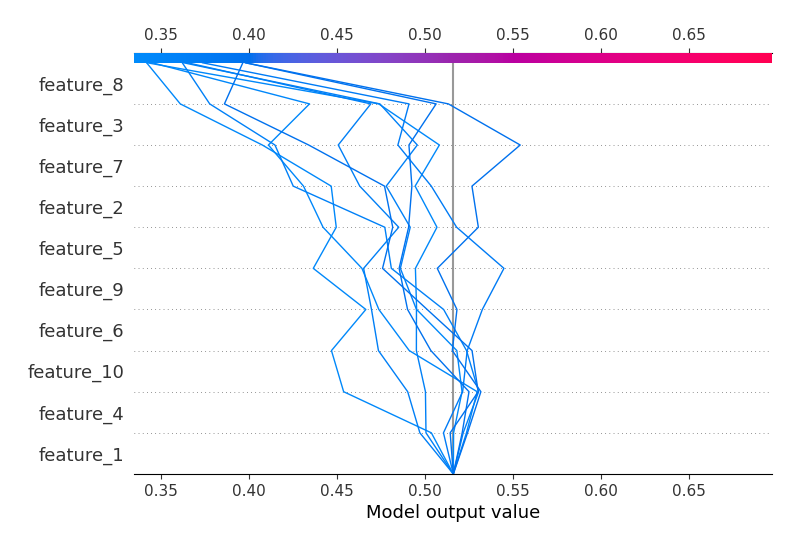 0.35 0.40 0.45 0.50 0.55 0.60 0.65
feature_8
feature_3
feature_7
feature_2
feature_5
feature_9
feature_6
feature_10
feature_4
feature_1
0.35 0.40 0.45 0.50 0.55 0.60 0.65
Model output value